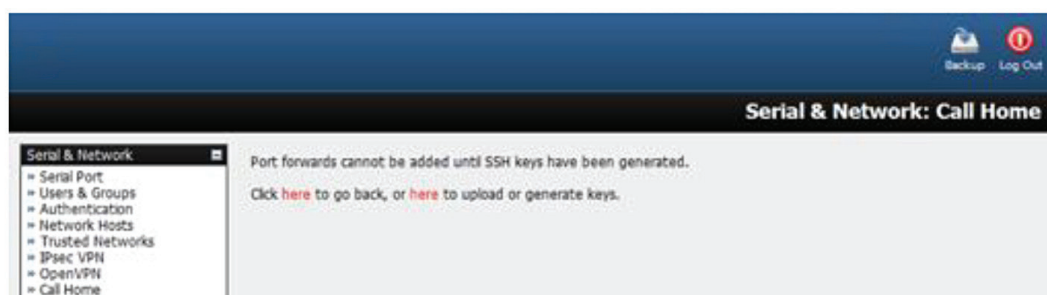 Backup Log Out
Serial & Network: Call Home
Serial & Network
Serial Port
Users & Groups
Authentication
Network Hosts
Trusted Networks
IPsec VPN
OpenVPN
Call Home
Port forwards cannot be added until SSH keys have been generated.
Click here to go back, or here to upload or generate keys.